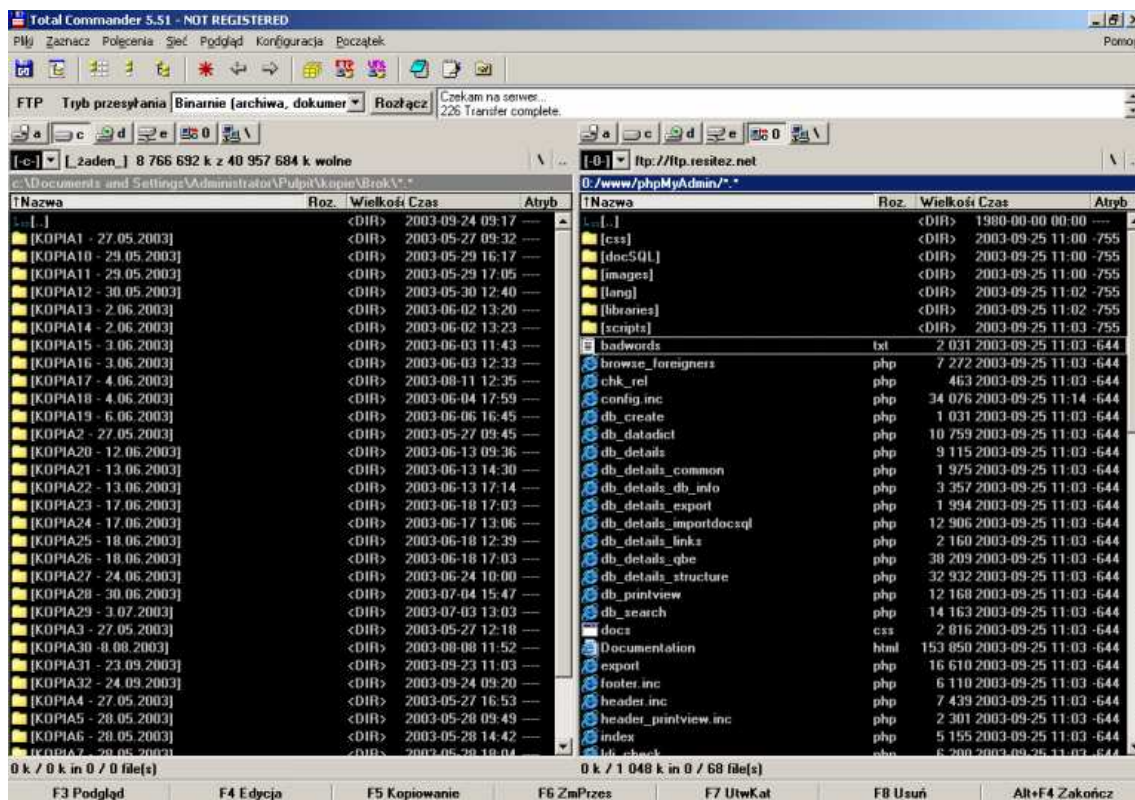 Total Commander 5.51 - NOT REGISTERED
Pliki Zaznacz Polecenia Sieć Podgląd Konfiguracja Początek Pomo
FTP Tryb przesyłania Binarnie (archiwa, dokumer Rozłącz Czekam na serwer...
226 Transfer complete.
a c d e 0 \ a c d e 0 \
[-c-] [_żaden_] 8 766 692 k z 40 957 684 k wolne \ .. [-0-] ftp://ftp.resitez.net \
c:\Documents and Settings\Administrator\Pulpit\kopie\Brok\*.* 0:/www/phpMyAdmin/*.*
↑Nazwa Roz. Wielkość Czas Atryb ↑Nazwa Roz. Wielkość Czas Atryb
[..] <DIR> 2003-09-24 09:17 ---- [..] <DIR> 1980-00-00 00:00 ----
[KOPIA1 - 27.05.2003] <DIR> 2003-05-27 09:32 ---- [css] <DIR> 2003-09-25 11:00 -755
[KOPIA10 - 29.05.2003] <DIR> 2003-05-29 16:17 ---- [docSQL] <DIR> 2003-09-25 11:00 -755
[KOPIA11 - 29.05.2003] <DIR> 2003-05-29 17:05 ---- [images] <DIR> 2003-09-25 11:00 -755
[KOPIA12 - 30.05.2003] <DIR> 2003-05-30 12:40 ---- [lang] <DIR> 2003-09-25 11:02 -755
[KOPIA13 - 2.06.2003] <DIR> 2003-06-02 13:20 ---- [libraries] <DIR> 2003-09-25 11:02 -755
[KOPIA14 - 2.06.2003] <DIR> 2003-06-02 13:23 ---- [scripts] <DIR> 2003-09-25 11:03 -755
[KOPIA15 - 3.06.2003] <DIR> 2003-06-03 11:43 ---- badwords txt 2 031 2003-09-25 11:03 -644
[KOPIA16 - 3.06.2003] <DIR> 2003-06-03 12:33 ---- browse_foreigners php 7 272 2003-09-25 11:03 -644
[KOPIA17 - 4.06.2003] <DIR> 2003-08-11 12:35 ---- chk_rel php 463 2003-09-25 11:03 -644
[KOPIA18 - 4.06.2003] <DIR> 2003-06-04 17:59 ---- config.inc php 34 076 2003-09-25 11:14 -644
[KOPIA19 - 6.06.2003] <DIR> 2003-06-06 16:45 ---- db_create php 1 031 2003-09-25 11:03 -644
[KOPIA2 - 27.05.2003] <DIR> 2003-05-27 09:45 ---- db_datadict php 10 759 2003-09-25 11:03 -644
[KOPIA20 - 12.06.2003] <DIR> 2003-06-13 09:36 ---- db_details php 9 115 2003-09-25 11:03 -644
[KOPIA21 - 13.06.2003] <DIR> 2003-06-13 14:30 ---- db_details_common php 1 975 2003-09-25 11:03 -644
[KOPIA22 - 13.06.2003] <DIR> 2003-06-13 17:14 ---- db_details_db_info php 3 357 2003-09-25 11:03 -644
[KOPIA23 - 17.06.2003] <DIR> 2003-06-18 17:03 ---- db_details_export php 1 994 2003-09-25 11:03 -644
[KOPIA24 - 17.06.2003] <DIR> 2003-06-17 13:06 ---- db_details_importdocsql php 12 906 2003-09-25 11:03 -644
[KOPIA25 - 18.06.2003] <DIR> 2003-06-18 12:39 ---- db_details_links php 2 160 2003-09-25 11:03 -644
[KOPIA26 - 18.06.2003] <DIR> 2003-06-18 17:03 ---- db_details_qbe php 38 209 2003-09-25 11:03 -644
[KOPIA27 - 24.06.2003] <DIR> 2003-06-24 10:00 ---- db_details_structure php 32 932 2003-09-25 11:03 -644
[KOPIA28 - 30.06.2003] <DIR> 2003-07-04 15:47 ---- db_printview php 12 168 2003-09-25 11:03 -644
[KOPIA29 - 3.07.2003] <DIR> 2003-07-03 13:03 ---- db_search php 14 163 2003-09-25 11:03 -644
[KOPIA3 - 27.05.2003] <DIR> 2003-05-27 12:18 ---- docs css 2 816 2003-09-25 11:03 -644
[KOPIA30 -8.08.2003] <DIR> 2003-08-08 11:52 ---- Documentation html 153 850 2003-09-25 11:03 -644
[KOPIA31 - 23.09.2003] <DIR> 2003-09-23 11:03 ---- export php 16 610 2003-09-25 11:03 -644
[KOPIA32 - 24.09.2003] <DIR> 2003-09-24 09:20 ---- footer.inc php 6 110 2003-09-25 11:03 -644
[KOPIA4 - 27.05.2003] <DIR> 2003-05-27 16:53 ---- header.inc php 7 439 2003-09-25 11:03 -644
[KOPIA5 - 28.05.2003] <DIR> 2003-05-28 09:49 ---- header_printview.inc php 2 301 2003-09-25 11:03 -644
[KOPIA6 - 28.05.2003] <DIR> 2003-05-28 14:42 ---- index php 5 155 2003-09-25 11:03 -644
[KOPIA7 - 29.05.2003] <DIR> 2003-05-28 18:04 ---- ldi_check php 6 200 2003-09-25 11:03 -644
0 k / 0 k in 0 / 0 file(s) 0 k / 1 048 k in 0 / 68 file(s)
F3 Podgląd F4 Edycja F5 Kopiowanie F6 ZmPrzes F7 UtwKat F8 Usuń Alt+F4 Zakończ